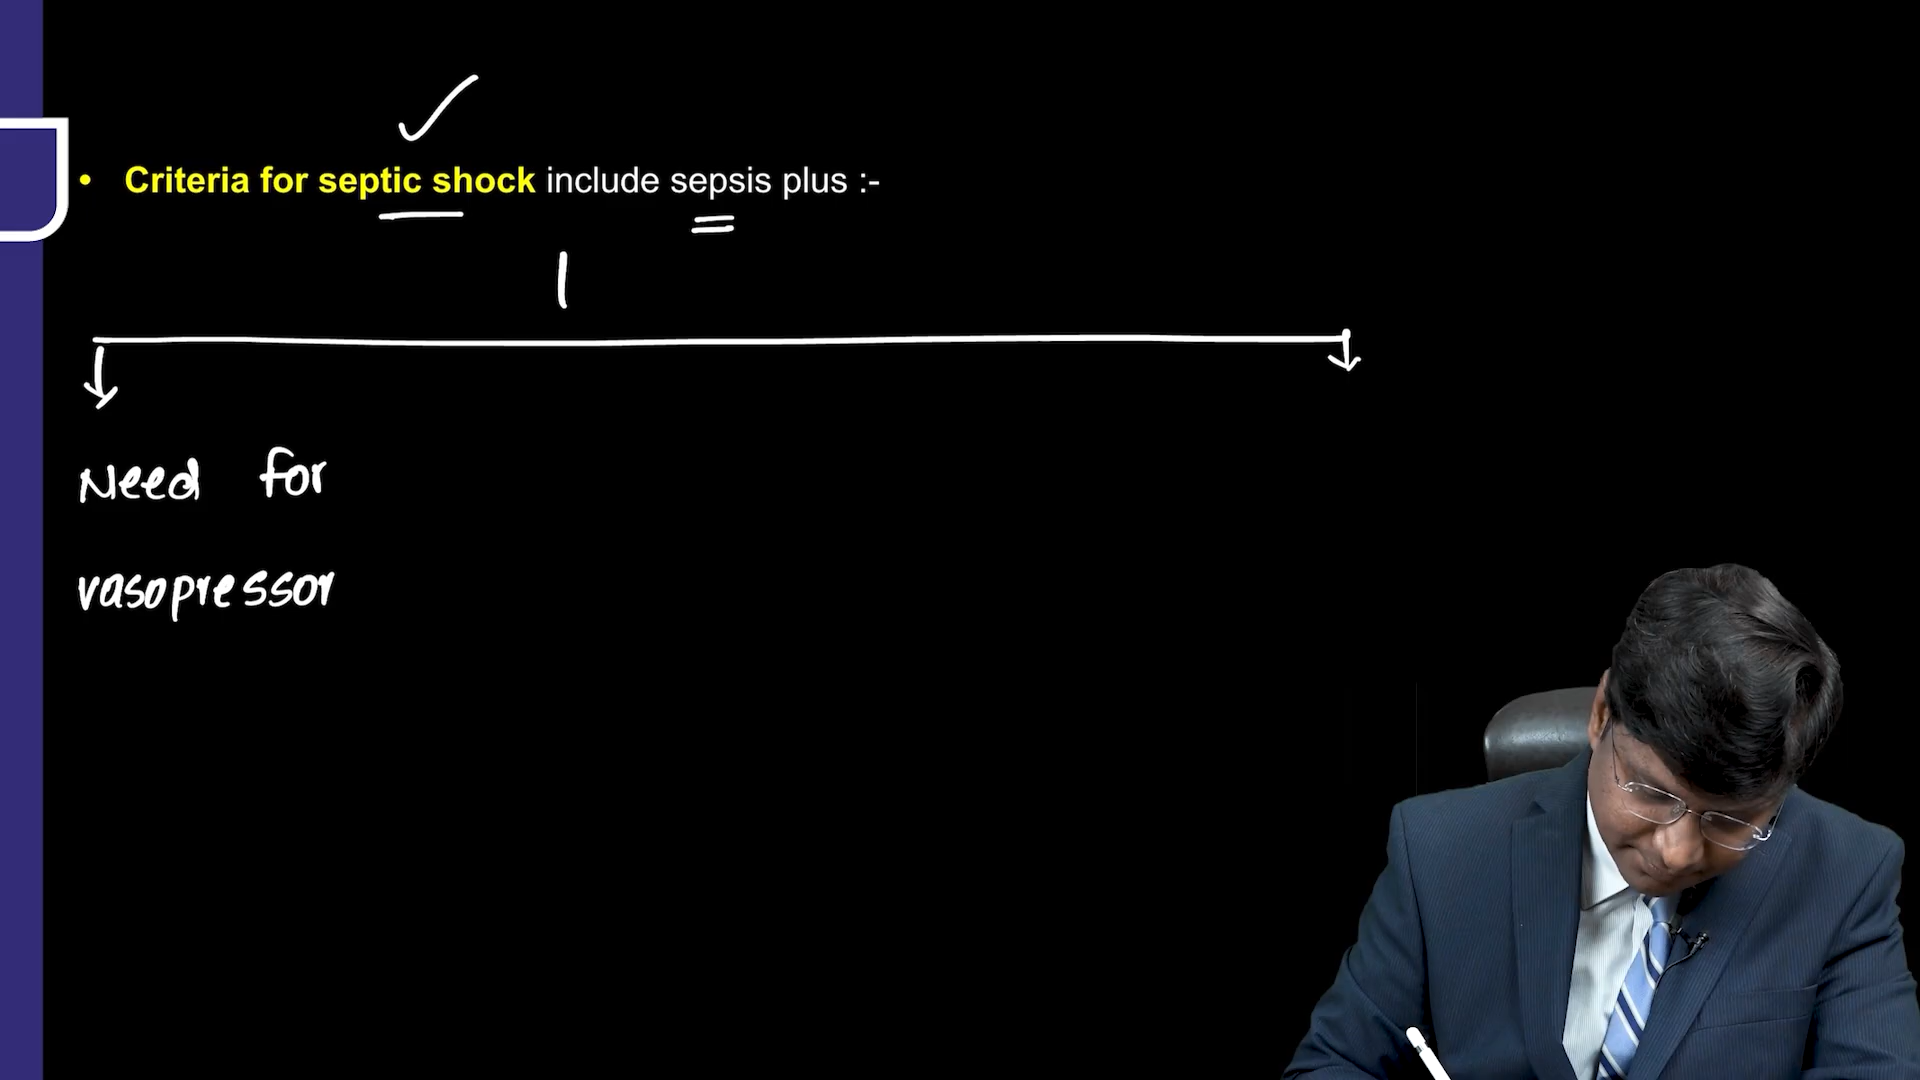 • Criteria for septic shock include sepsis plus :-
Need for
vasopressor